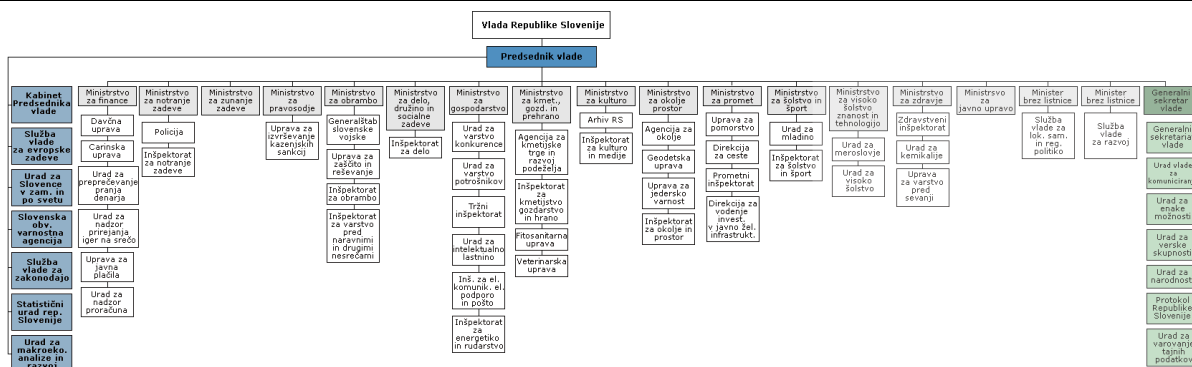 Vlada Republike Slovenije
Predsednik vlade
Kabinet
Predsednika
vlade
Služba
vlade
za evropske
zadeve
Urad za
Slovence
v zam. in
po svetu
Slovenska
obv.
varnostna
agencija
Služba
vlade za
zakonodajo
Statistični
urad rep.
Slovenije
Urad za
makroeko.
analize in
razvoj
Ministrstvo
za finance
Davčna
uprava
Carinska
uprava
Urad za
preprečevanje
pranja
denarja
Urad za
nadzor
prirejanja
iger na srečo
Uprava za
javna
plačila
Urad za
nadzor
proračuna
Ministrstvo
za notranje
zadeve
Policija
Inšpektorat
za notranje
zadeve
Ministrstvo
za zunanje
zadeve
Ministrstvo
za
pravosodje
Uprava za
izvrševanje
kazenjskih
sankcij
Ministrstvo
za obrambo
Generalštab
slovenske
vojske
Uprava za
zaščito in
reševanje
Inšpektorat
za obrambo
Inšpektorat
za varstvo
pred
naravnimi
in drugimi
nesrečami
Ministrstvo
za delo,
družino in
socialne
zadeve
Inšpektorat
za delo
Ministrstvo
za
gospodarstvo
Urad za
varstvo
konkurence
Urad za
varstvo
potrošnikov
Tržni
inšpektorat
Urad za
intelektualno
lastnino
Inš. za el.
komunik. el.
podporo
in pošto
Inšpektorat
za
energetiko
in rudarstvo
Ministrstvo
za kmet.,
gozd. in
prehrano
Agencija za
kmetijske
trge in
razvoj
podeželja
Inšpektorat
za
kmetijstvo
gozdarstvo
in hrano
Fitosanitarna
uprava
Veterinarska
uprava
Ministrstvo
za kulturo
Arhiv RS
Inšpektorat
za kulturo
in medije
Ministrstvo
za okolje
prostor
Agencija za
okolje
Geodetska
uprava
Uprava za
jedersko
varnost
Inšpektorat
za okolje in
prostor
Ministrstvo
za promet
Uprava za
pomorstvo
Direkcija
za ceste
Prometni
inšpektorat
Direkcija za
vodenje
invest.
v javno žel.
infrastrukt.
Ministrstvo
za šolstvo in
šport
Urad za
mladino
Inšpektorat
za šolstvo
in šport
Ministrstvo
za visoko
šolstvo
znanost in
tehnologijo
Urad za
meroslovje
Urad za
visoko
šolstvo
Ministrstvo
za zdravje
Zdravstveni
inšpektorat
Urad za
kemikalije
Uprava
za varstvo
pred
sevanji
Ministrsvo
za
javno upravo
Minister
brez listnice
Služba
vlade za
lok. sam.
in reg.
politiko
Minister
brez listnice
Služba
vlade
za razvoj
Generalni
sekretar
vlade
Generalni
sekretaria
vlade
Urad vlade
za
komuniciranj
Urad za
enake
možnosti
Urad za
verske
skupnosti
Urad za
narodnost
Protokol
Republike
Slovenije
Urad za
varovanje
tajnih
podatkov